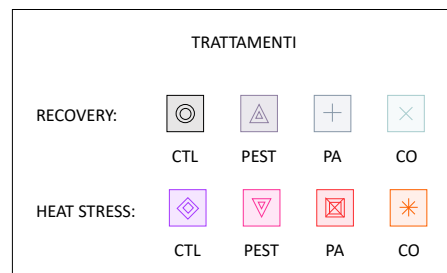 TRATTAMENTI
RECOVERY:
CTL PEST PA CO
HEAT STRESS:
CTL PEST PA CO